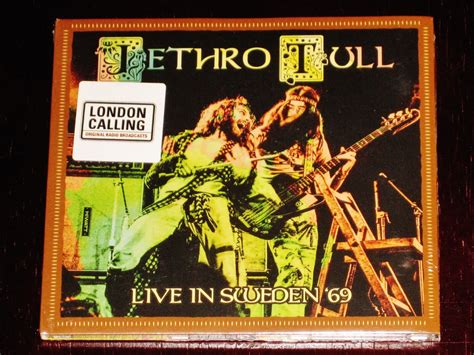 JETHRO TULL
LONDON
CALLING
ORIGINAL RADIO BROADCASTS
LIVE IN SWEDEN '69